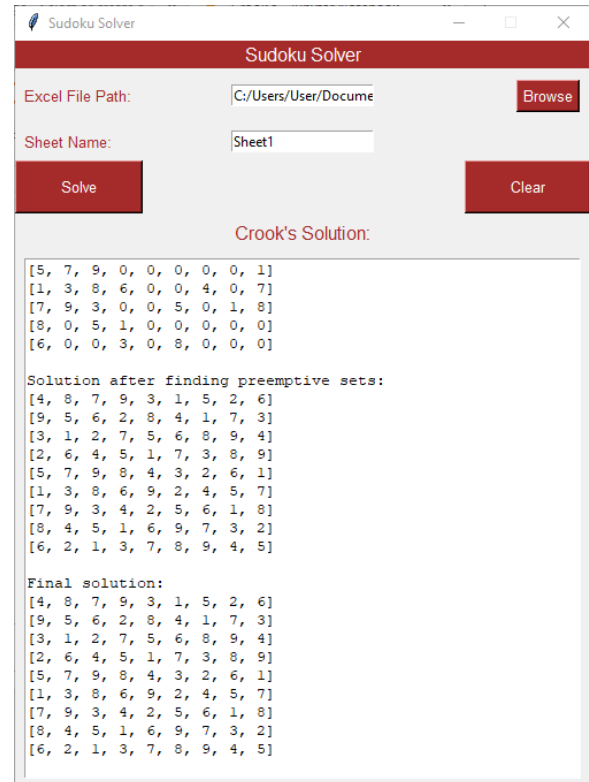 Sudoku Solver
Sudoku Solver
Excel File Path: C:/Users/User/Docume Browse
Sheet Name: Sheet1
Solve Clear
Crook's Solution:
[5, 7, 9, 0, 0, 0, 0, 0, 1]
[1, 3, 8, 6, 0, 0, 4, 0, 7]
[7, 9, 3, 0, 0, 5, 0, 1, 8]
[8, 0, 5, 1, 0, 0, 0, 0, 0]
[6, 0, 0, 3, 0, 8, 0, 0, 0]
Solution after finding preemptive sets:
[4, 8, 7, 9, 3, 1, 5, 2, 6]
[9, 5, 6, 2, 8, 4, 1, 7, 3]
[3, 1, 2, 7, 5, 6, 8, 9, 4]
[2, 6, 4, 5, 1, 7, 3, 8, 9]
[5, 7, 9, 8, 4, 3, 2, 6, 1]
[1, 3, 8, 6, 9, 2, 4, 5, 7]
[7, 9, 3, 4, 2, 5, 6, 1, 8]
[8, 4, 5, 1, 6, 9, 7, 3, 2]
[6, 2, 1, 3, 7, 8, 9, 4, 5]
Final solution:
[4, 8, 7, 9, 3, 1, 5, 2, 6]
[9, 5, 6, 2, 8, 4, 1, 7, 3]
[3, 1, 2, 7, 5, 6, 8, 9, 4]
[2, 6, 4, 5, 1, 7, 3, 8, 9]
[5, 7, 9, 8, 4, 3, 2, 6, 1]
[1, 3, 8, 6, 9, 2, 4, 5, 7]
[7, 9, 3, 4, 2, 5, 6, 1, 8]
[8, 4, 5, 1, 6, 9, 7, 3, 2]
[6, 2, 1, 3, 7, 8, 9, 4, 5]